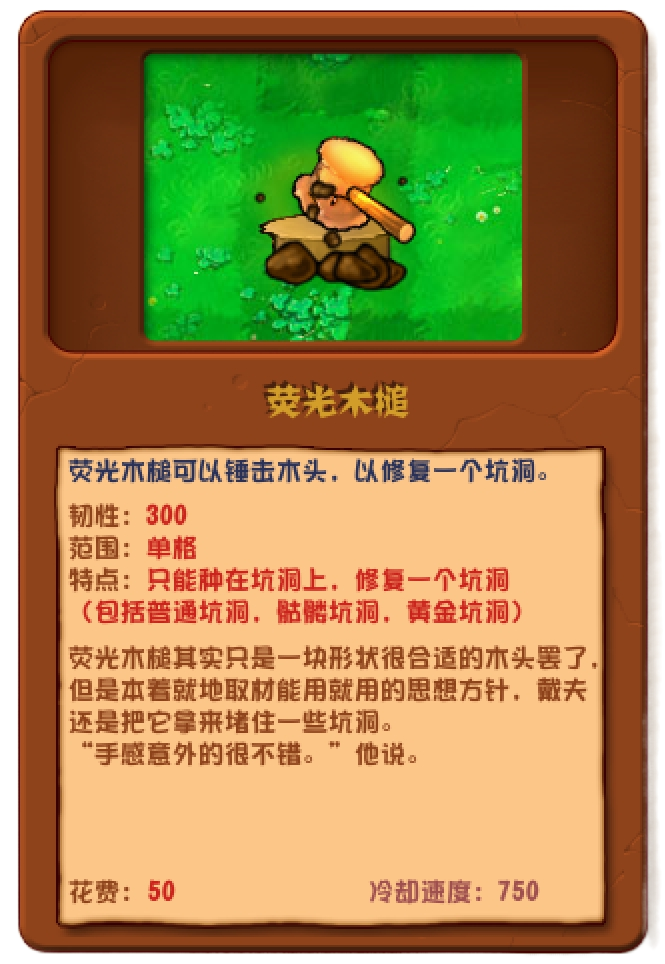 荧光木槌
荧光木槌可以锤击木头，以修复一个坑洞。
韧性：300
范围：单格
特点：只能种在坑洞上，修复一个坑洞
（包括普通坑洞，骷髅坑洞，黄金坑洞）
荧光木槌其实只是一块形状很合适的木头罢了，
但是本着就地取材能用就用的思想方针，戴夫
还是把它拿来堵住一些坑洞。
“手感意外的很不错。”他说。
花费：50 冷却速度：750